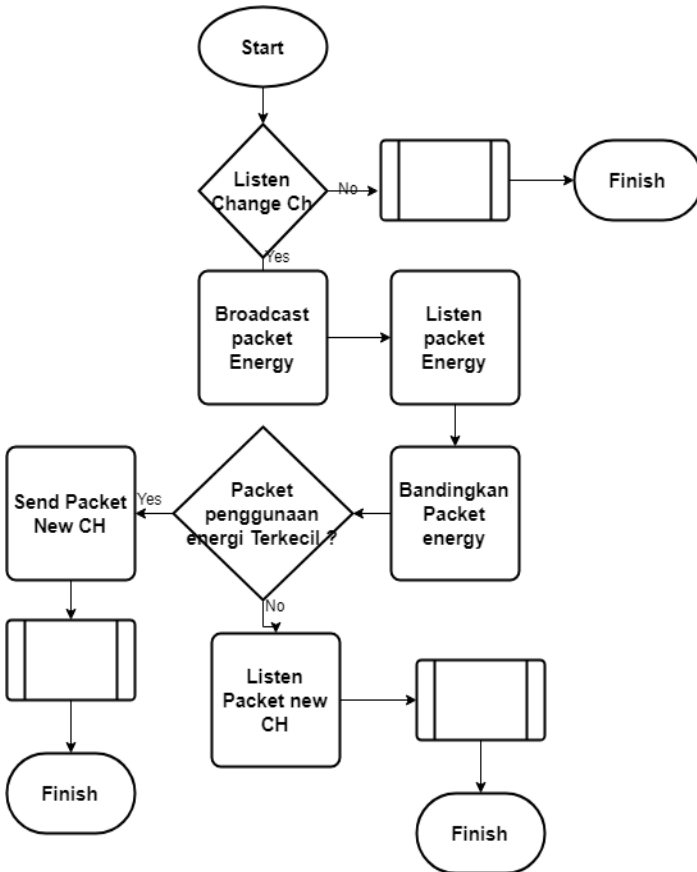 Start
Listen
Change Ch
No
Finish
Yes
Broadcast
packet
Energy
Listen
packet
Energy
Send Packet
New CH
Yes
Packet
penggunaan
energi Terkecil ?
Bandingkan
Packet
energy
No
Listen
Packet new
CH
Finish
Finish